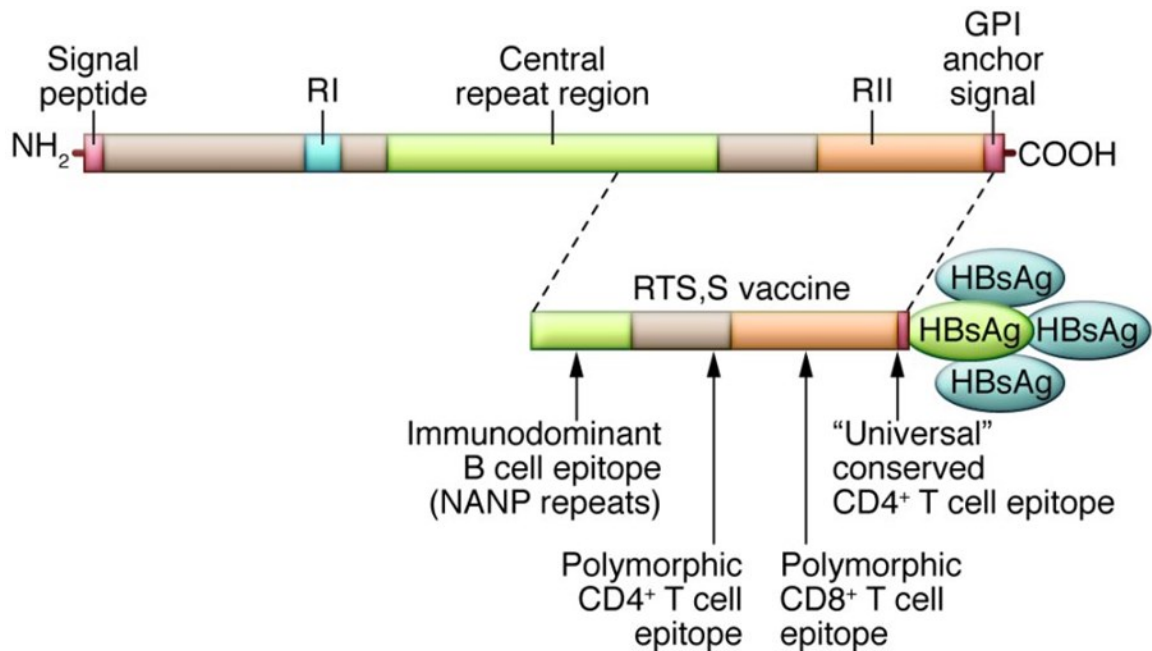 Signal
peptide
RI
Central
repeat region
RII
GPI
anchor
signal
NH₂
COOH
RTS,S vaccine
HBsAg
HBsAg
HBsAg
HBsAg
Immunodominant
B cell epitope
(NANP repeats)
“Universal”
conserved
CD4⁺ T cell epitope
Polymorphic
CD4⁺ T cell
epitope
Polymorphic
CD8⁺ T cell
epitope